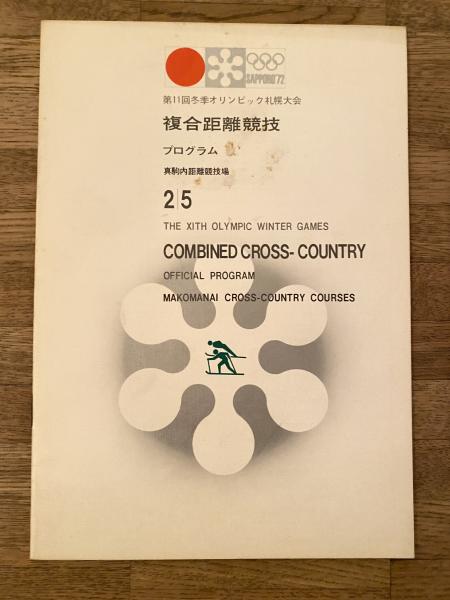 SAPPORO'72
第11回冬季オリンピック札幌大会
複合距離競技
プログラム
真駒内距離競技場
2|5
THE XITH OLYMPIC WINTER GAMES
COMBINED CROSS-COUNTRY
OFFICIAL PROGRAM
MAKOMANAI CROSS-COUNTRY COURSES